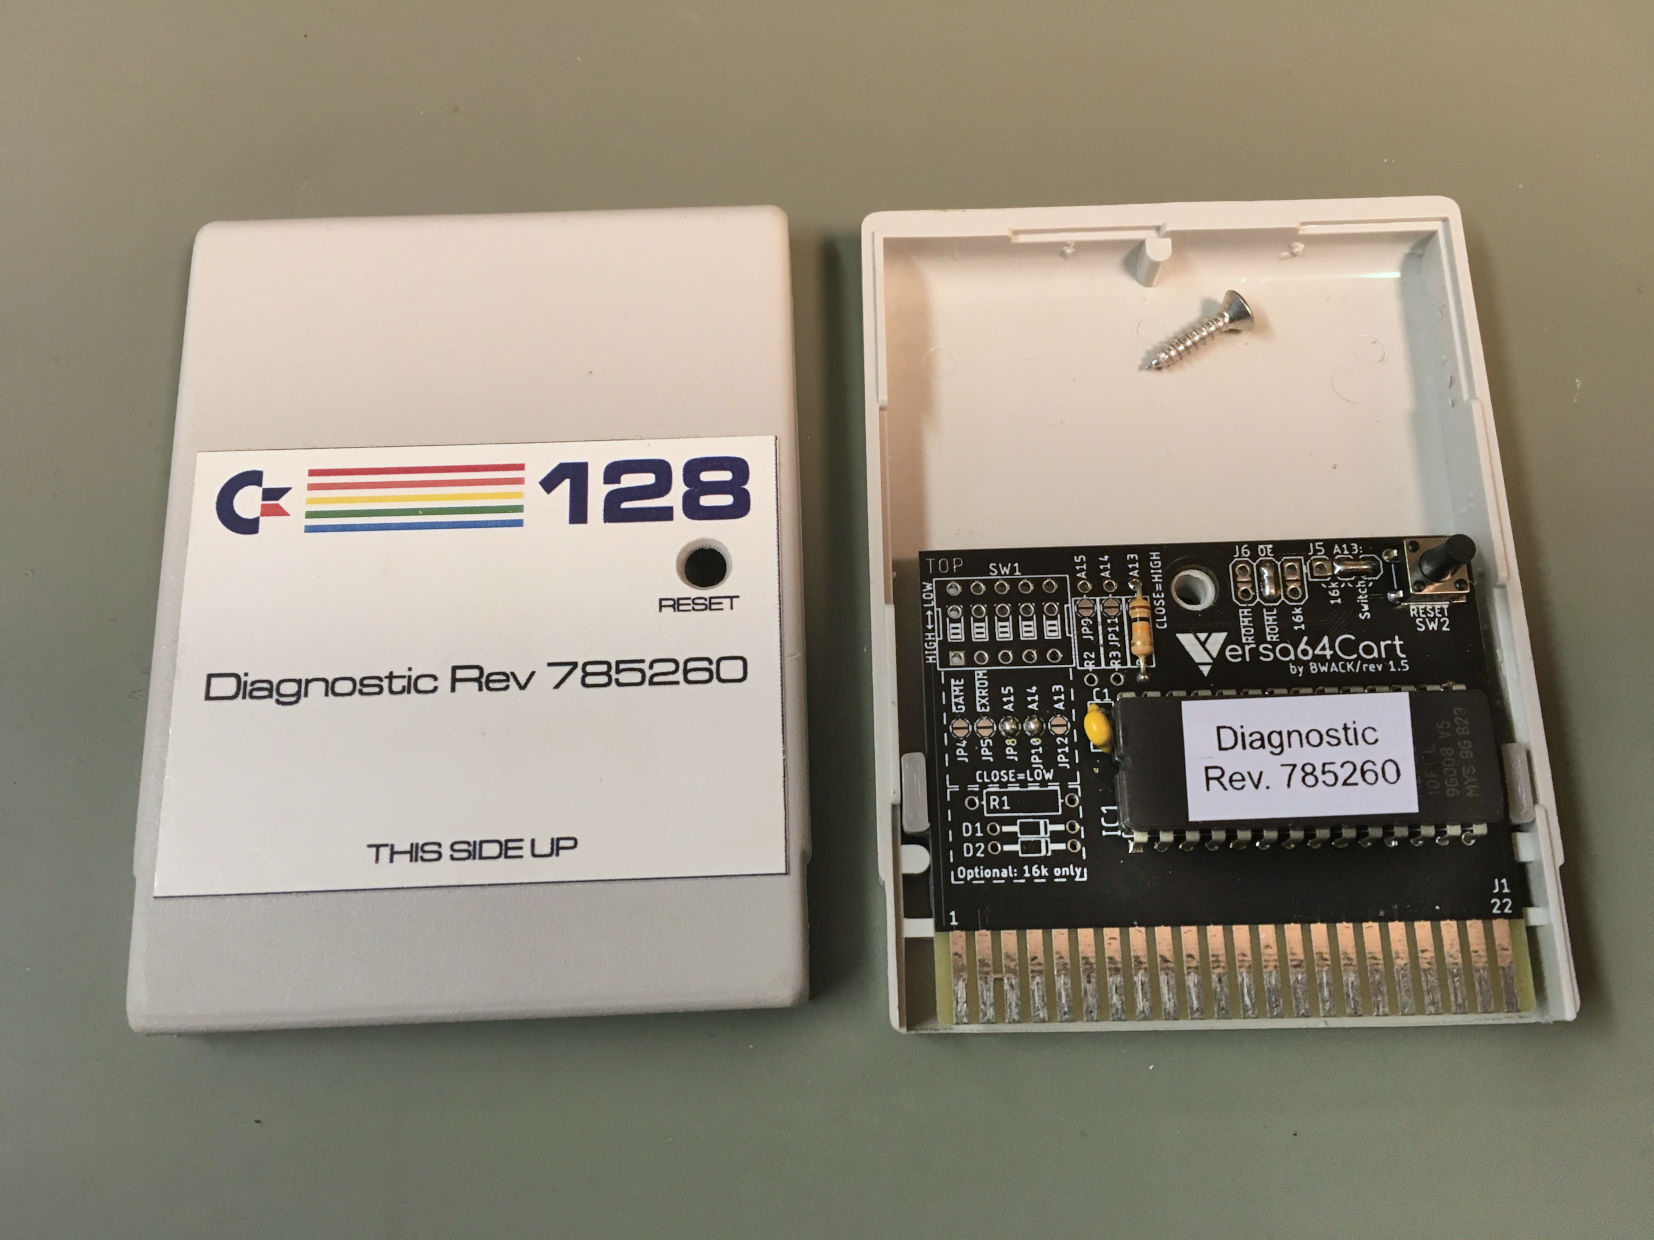 128
RESET
Diagnostic Rev 785260
THIS SIDE UP
TOP
SW1
HIGH ↔ LOW
A15
A14
A13
CLOSE=HIGH
JP9
JP11
R2
R3
J6
OE
J5
A13:
ROMH
ROML
16k
16k
Switch
RESET
SW2
Versa64Cart
by BWACK/rev 1.5
GAME
EXROM
A15
A14
A13
JP4
JP5
JP8
JP10
JP12
CLOSE=LOW
R1
D1
D2
Optional: 16k only
IC1
Diagnostic
Rev. 785260
1
J1
22